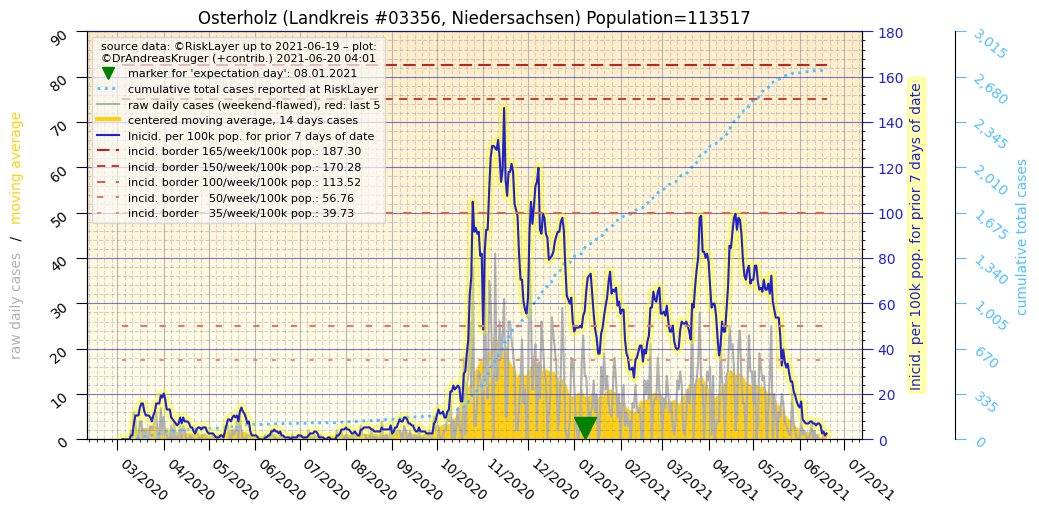 Osterholz (Landkreis #03356, Niedersachsen) Population=113517
source data: ©RiskLayer up to 2021-06-19 – plot:
©DrAndreasKruger (+contrib.) 2021-06-20 04:01
marker for 'expectation day': 08.01.2021
cumulative total cases reported at RiskLayer
raw daily cases (weekend-flawed), red: last 5
centered moving average, 14 days cases
Inicid. per 100k pop. for prior 7 days of date
incid. border 165/week/100k pop.: 187.30
incid. border 150/week/100k pop.: 170.28
incid. border 100/week/100k pop.: 113.52
incid. border 50/week/100k pop.: 56.76
incid. border 35/week/100k pop.: 39.73
raw daily cases / moving average
90
80
70
60
50
40
30
20
10
0
03/2020
04/2020
05/2020
06/2020
07/2020
08/2020
09/2020
10/2020
11/2020
12/2020
01/2021
02/2021
03/2021
04/2021
05/2021
06/2021
07/2021
180
160
140
120
100
80
60
40
20
0
Inicid. per 100k pop. for prior 7 days of date
3,015
2,680
2,345
2,010
1,675
1,340
1,005
670
335
0
cumulative total cases